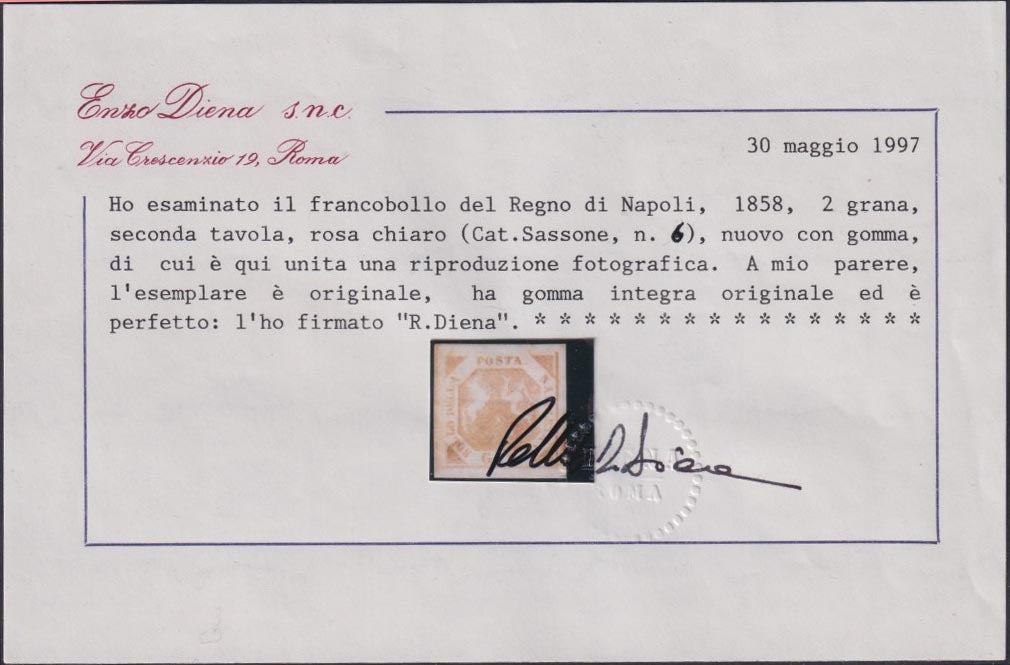 Enzo Diena s.n.c.
Via Crescenzio 19, Roma
30 maggio 1997
Ho esaminato il francobollo del Regno di Napoli, 1858, 2 grana,
seconda tavola, rosa chiaro (Cat.Sassone, n. 6), nuovo con gomma,
di cui è qui unita una riproduzione fotografica. A mio parere,
l'esemplare è originale, ha gomma integra originale ed è
perfetto: l'ho firmato "R.Diena". * * * * * * * * * * * * * * * *
POSTA